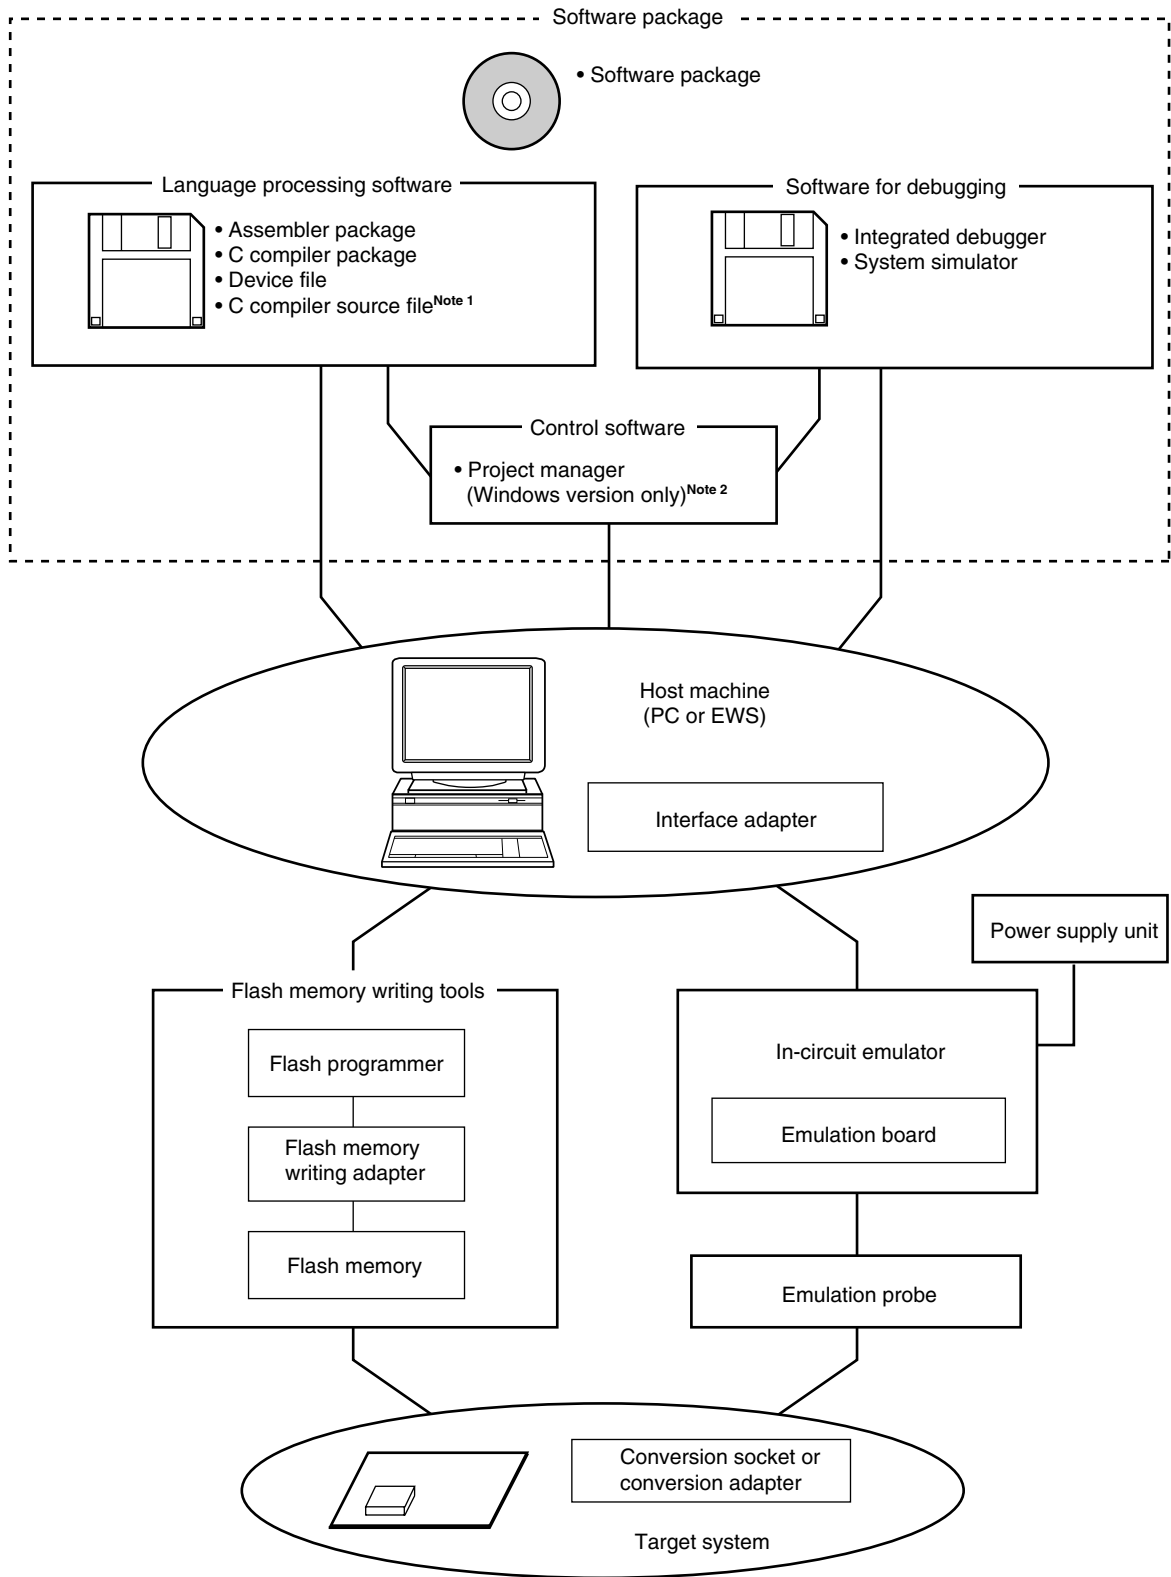 Software package
• Software package
Language processing software
• Assembler package
• C compiler package
• Device file
• C compiler source fileNote 1
Software for debugging
• Integrated debugger
• System simulator
Control software
• Project manager
(Windows version only)Note 2
Host machine
(PC or EWS)
Interface adapter
Power supply unit
Flash memory writing tools
Flash programmer
Flash memory
writing adapter
Flash memory
In-circuit emulator
Emulation board
Emulation probe
Conversion socket or
conversion adapter
Target system